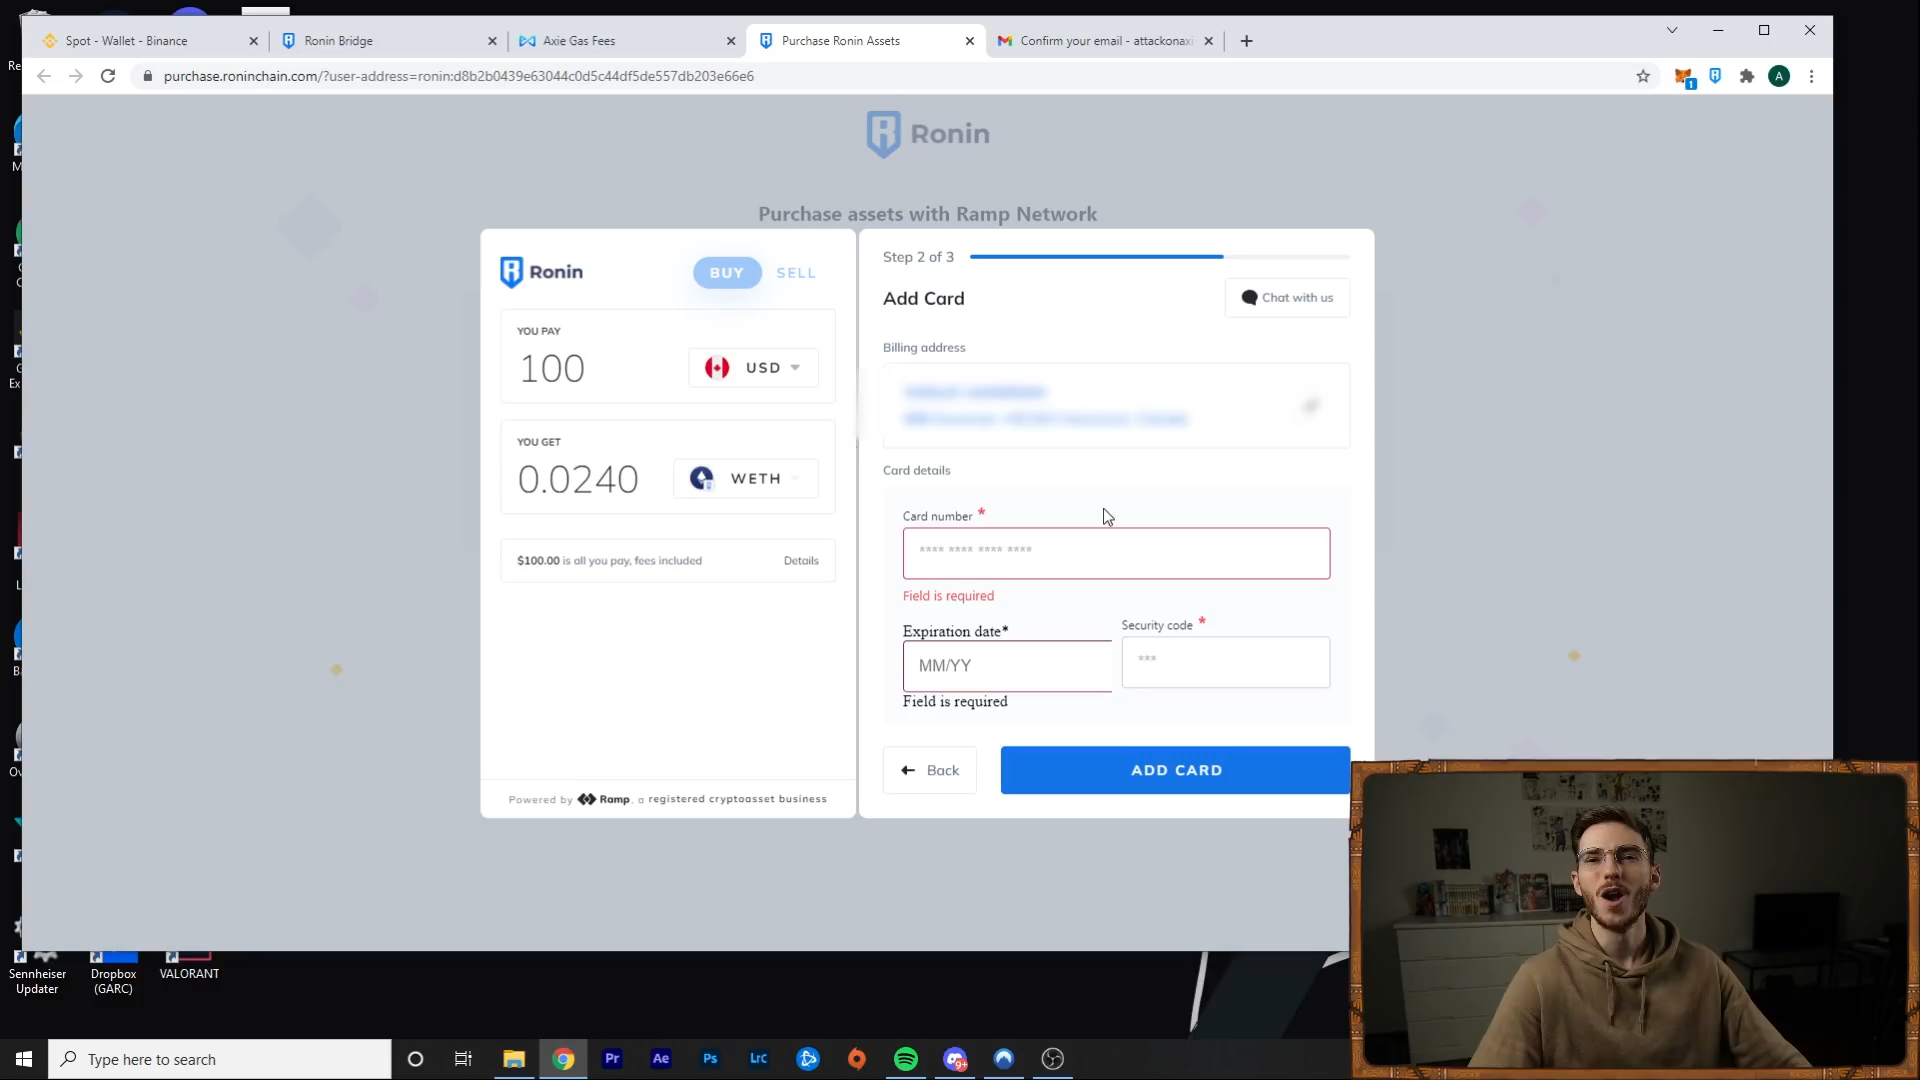 Spot - Wallet - Binance
Ronin Bridge
Axie Gas Fees
Purchase Ronin Assets
Confirm your email - attackonaxi
purchase.roninchain.com/?user-address=ronin:d8b2b0439e63044c0d5c44df5de557db203e66e6
1
A
Ronin
Purchase assets with Ramp Network
Ronin
BUY
SELL
YOU PAY
100
USD
YOU GET
0.0240
WETH
$100.00 is all you pay, fees included
Details
Powered by Ramp, a registered cryptoasset business
Step 2 of 3
Add Card
Chat with us
Billing address
Card details
Card number *
**** **** **** ****
Field is required
Expiration date*
Security code *
MM/YY
***
Field is required
Back
ADD CARD
Sennheiser
Updater
Dropbox
(GARC)
VALORANT
Type here to search
Pr
Ae
Ps
LrC
9+